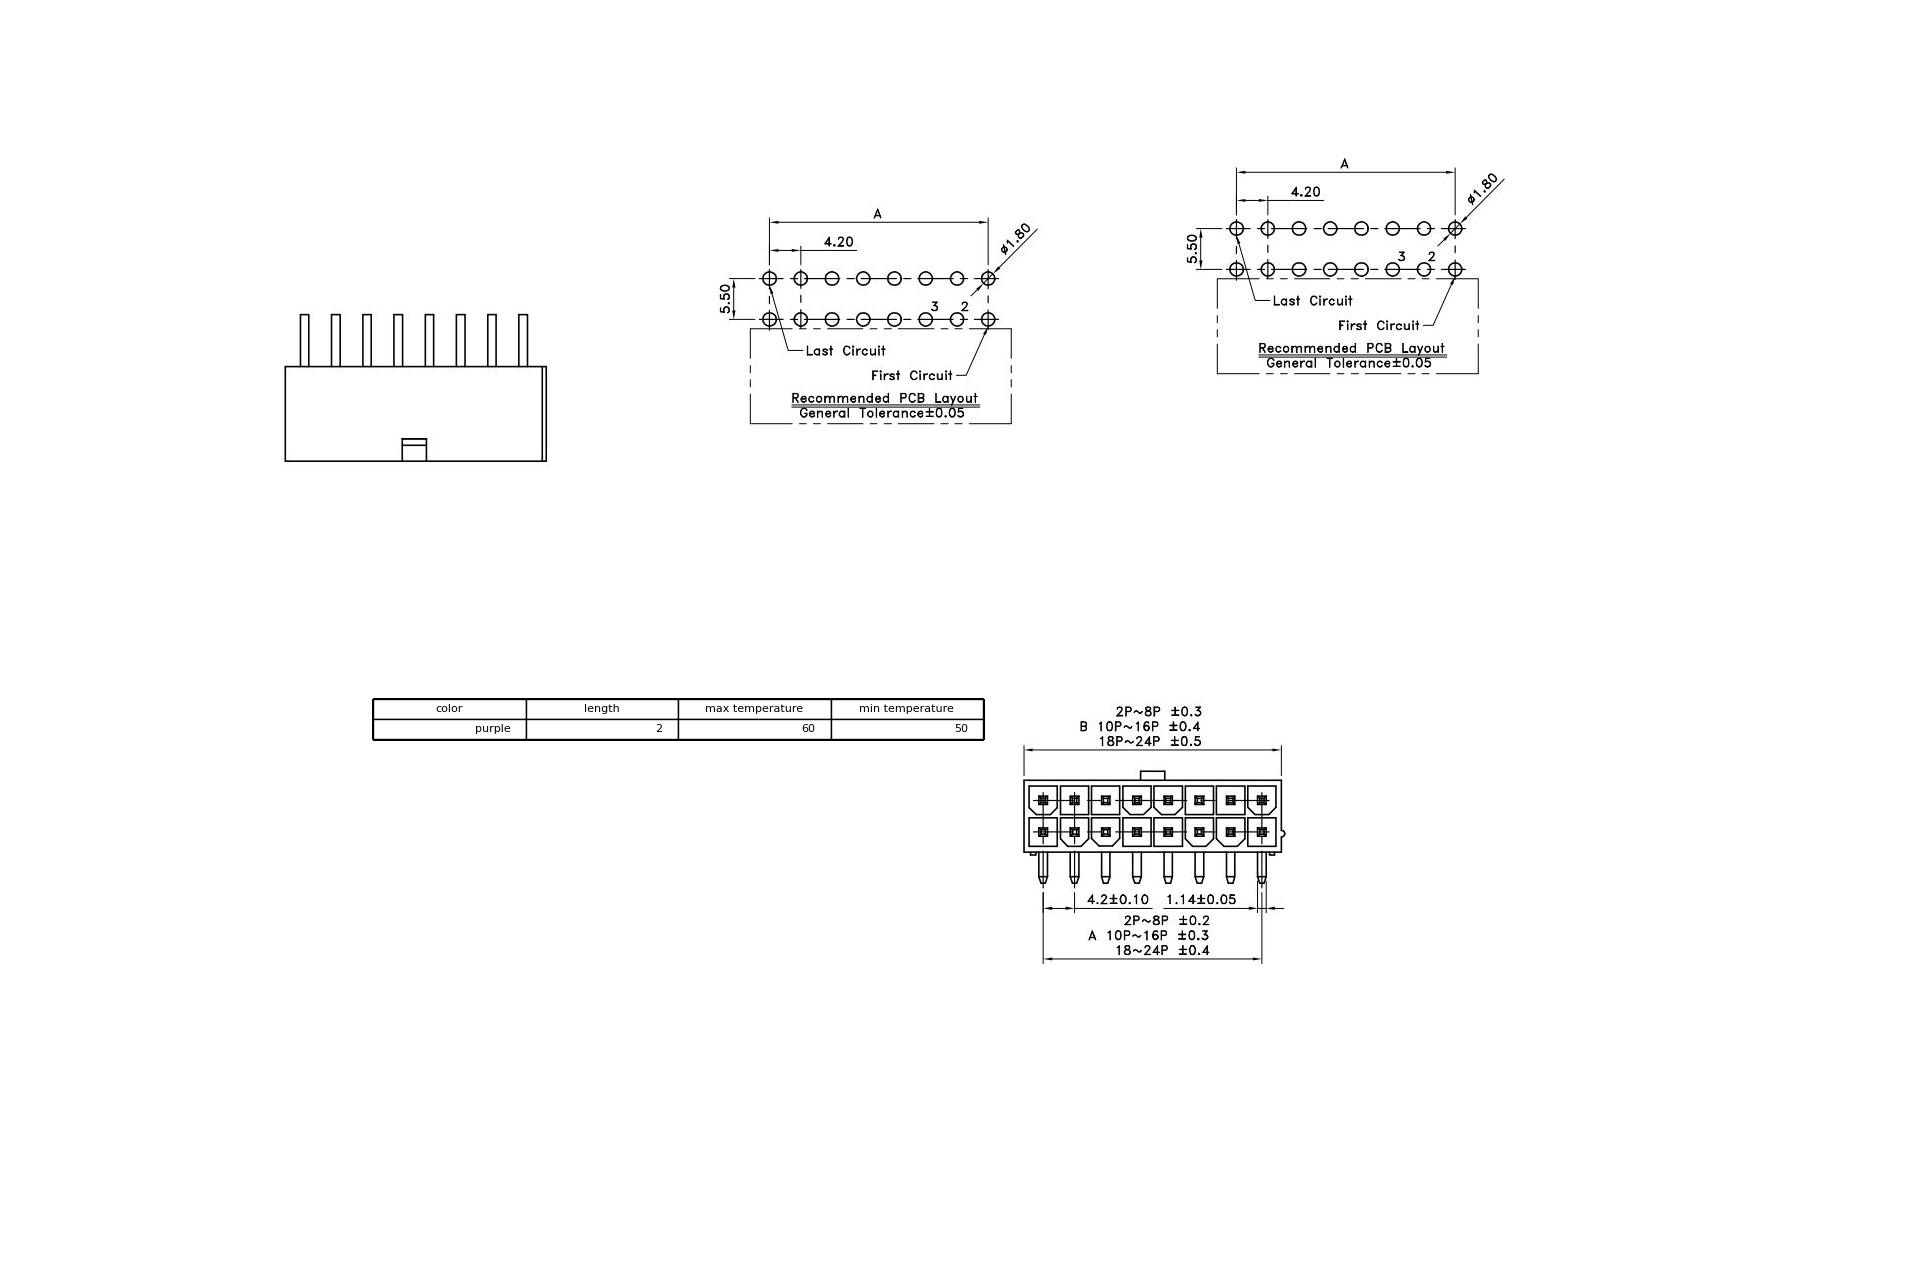 A
4.20
ø1.80
5.50
3 2
Last Circuit
First Circuit
Recommended PCB Layout
General Tolerance±0.05
A
4.20
ø1.80
5.50
3 2
Last Circuit
First Circuit
Recommended PCB Layout
General Tolerance±0.05
color length max temperature min temperature
purple 2 60 50
2P~8P ±0.3
B 10P~16P ±0.4
18P~24P ±0.5
4.2±0.10 1.14±0.05
2P~8P ±0.2
A 10P~16P ±0.3
18~24P ±0.4